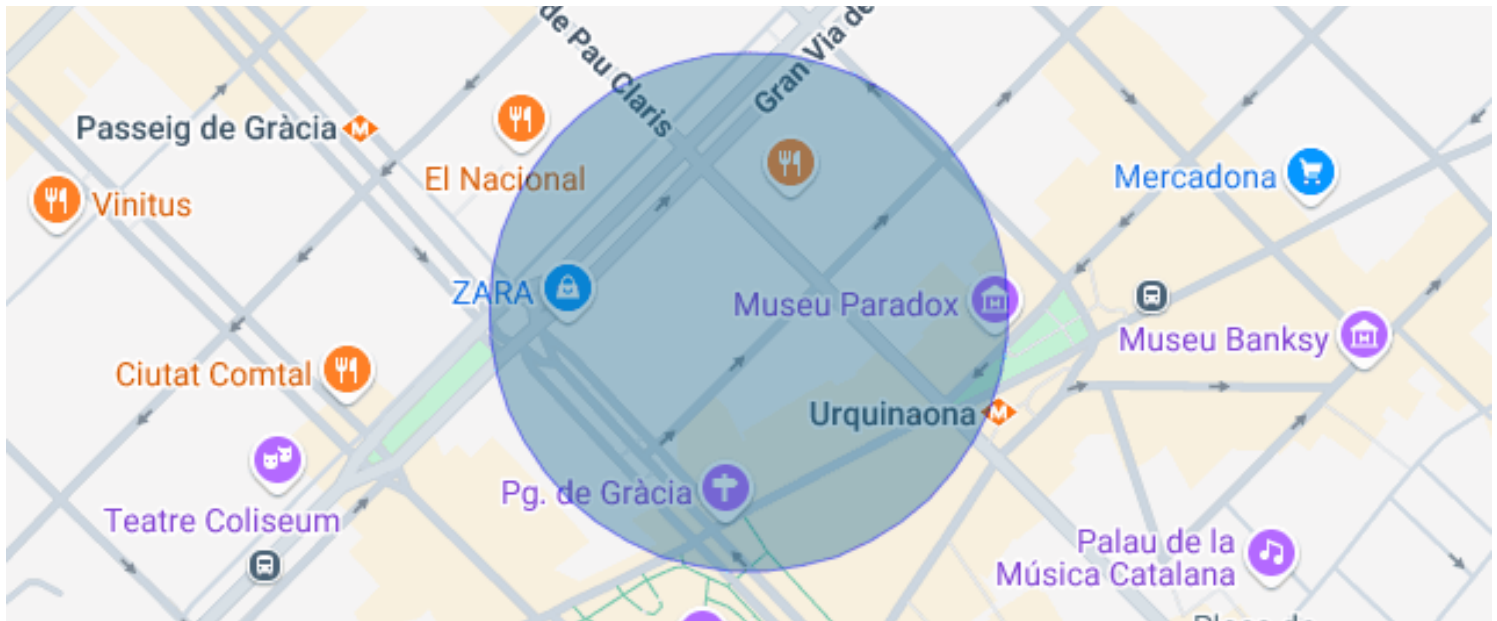 de Pau Claris
Gran Via de
Passeig de Gràcia
El Nacional
Mercadona
Vinitus
ZARA
Museu Paradox
Museu Banksy
Ciutat Comtal
Urquinaona
Pg. de Gràcia
Teatre Coliseum
Palau de la
Música Catalana